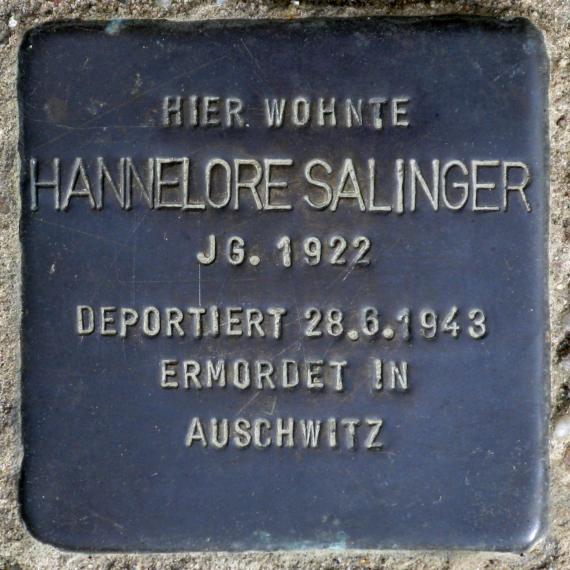 HIER WOHNTE
HANNELORE SALINGER
JG. 1922
DEPORTIERT 28.6.1943
ERMORDET IN
AUSCHWITZ